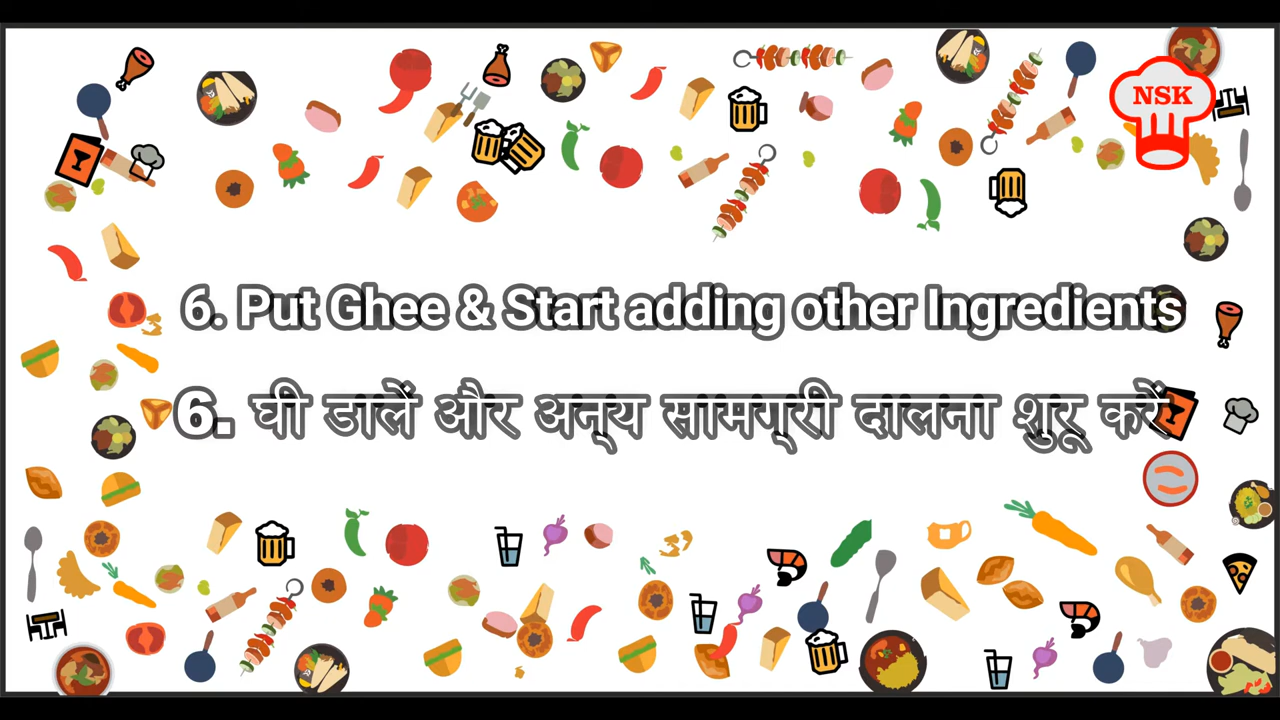 NSK
6. Put Ghee & Start adding other Ingredients
6. घी डालें और अन्‌य सामग्‌री दालना शुरू करें